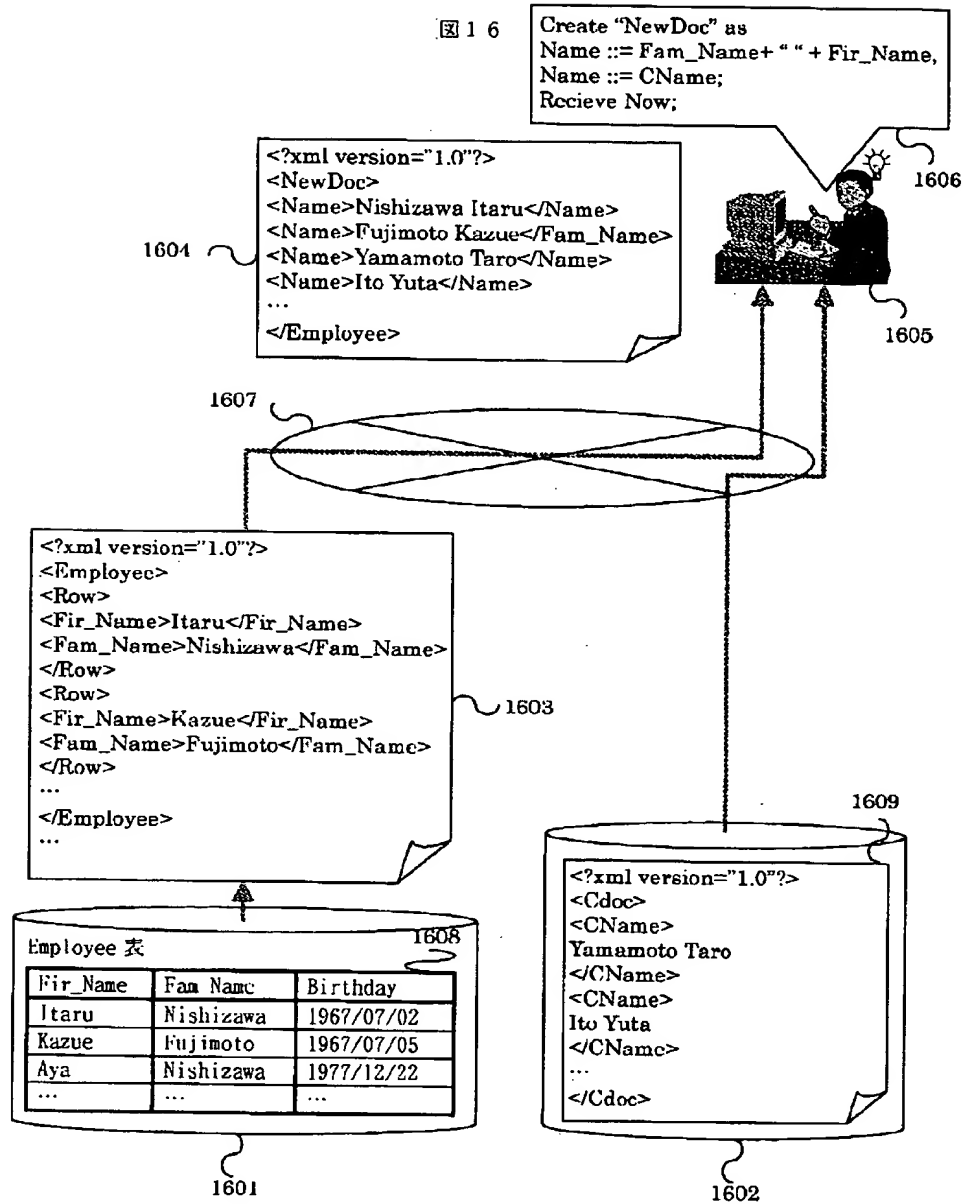 図16
Create "NewDoc" as
Name ::= Fam_Name+ " " + Fir_Name,
Name ::= CName;
Recieve Now;
1606
<?xml version="1.0"?>
<NewDoc>
<Name>Nishizawa Itaru</Name>
<Name>Fujimoto Kazue</Fam_Name>
<Name>Yamamoto Taro</Name>
<Name>Ito Yuta</Name>
...
</Employee>
1604
1605
1607
<?xml version="1.0"?>
<Employee>
<Row>
<Fir_Name>Itaru</Fir_Name>
<Fam_Name>Nishizawa</Fam_Name>
</Row>
<Row>
<Fir_Name>Kazue</Fir_Name>
<Fam_Name>Fujimoto</Fam_Name>
</Row>
...
</Employee>
...
1603
Employee 表
1608
Fir_Name Fam Name Birthday
Itaru Nishizawa 1967/07/02
Kazue Fujimoto 1967/07/05
Aya Nishizawa 1977/12/22
... ... ...
1601
1609
<?xml version="1.0"?>
<Cdoc>
<CName>
Yamamoto Taro
</CName>
<CName>
Ito Yuta
</CName>
...
</Cdoc>
1602